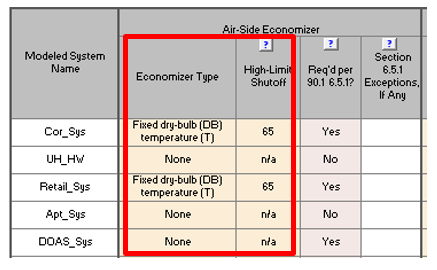 Air-Side Economizer
Modeled System
Name
Economizer Type
?
High-Limit
Shutoff
?
Req'd per
90.1 6.5.1?
?
Section
6.5.1
Exceptions,
If Any
Cor_Sys
Fixed dry-bulb (DB)
temperature (T)
65
Yes
UH_HW
None
n/a
No
Retail_Sys
Fixed dry-bulb (DB)
temperature (T)
65
Yes
Apt_Sys
None
n/a
No
DOAS_Sys
None
n/a
Yes